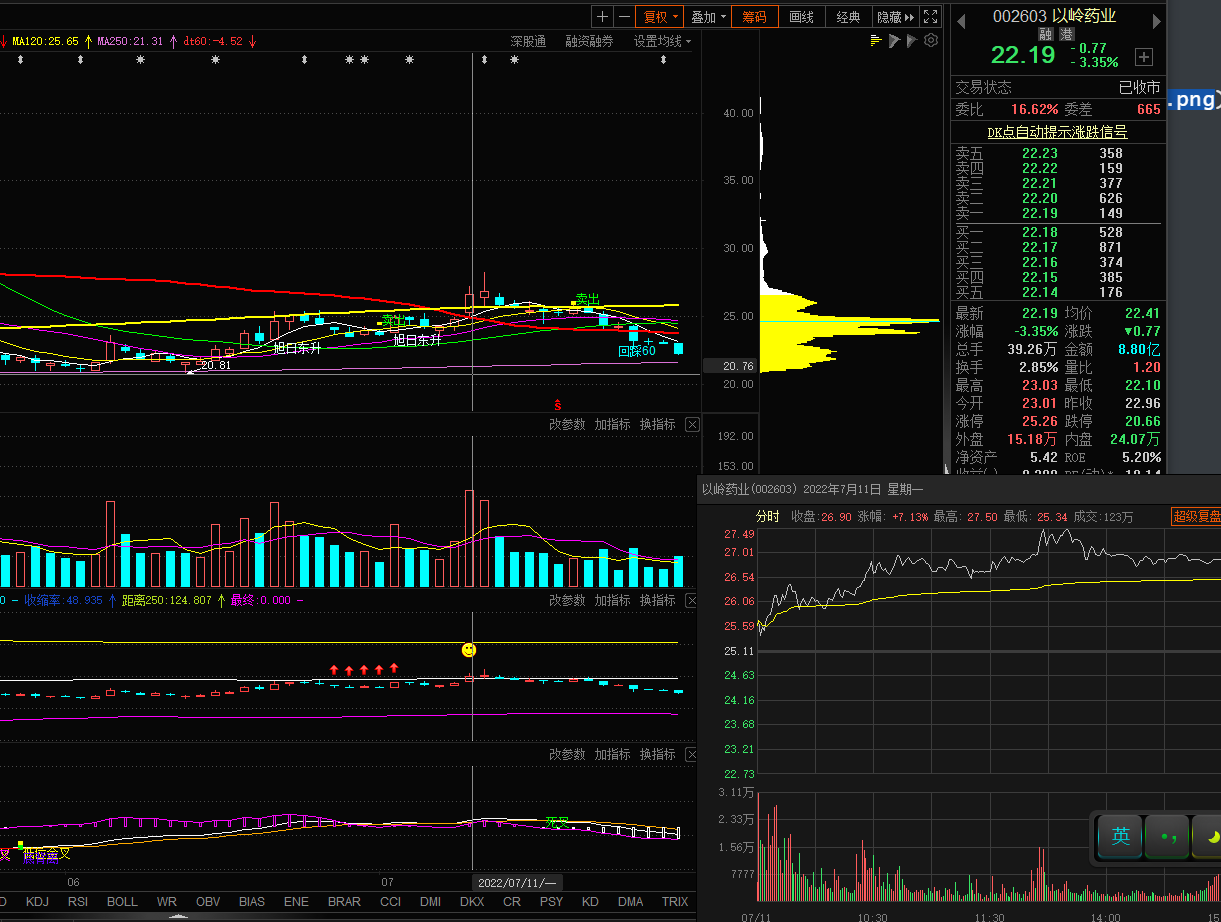 复权 叠加 筹码 画线 经典 隐藏
MA120:25.65 MA250:21.31 dt60:-4.52
深股通 融资融券 设置均线
40.00
35.00
30.00
25.00
20.76
20.00
卖出
卖出
旭日东升
旭日东升
回踩60
20.81
S
改参数 加指标 换指标
192.00
153.00
0 - 收缩率:48.935 距离250:124.807 最终:0.000 -
改参数 加指标 换指标
改参数 加指标 换指标
死叉
06 07 2022/07/11/一
KDJ RSI BOLL WR OBV BIAS ENE BRAR CCI DMI DKX CR PSY KD DMA TRIX
002603 以岭药业
融 港
22.19 -0.77
-3.35%
交易状态 已收市
委比 16.62% 委差 665
DK点自动提示涨跌信号
卖五 22.23 358
卖四 22.22 159
卖三 22.21 377
卖二 22.20 626
卖一 22.19 149
买一 22.18 528
买二 22.17 871
买三 22.16 374
买四 22.15 385
买五 22.14 176
最新 22.19 均价 22.41
涨幅 -3.35% 涨跌 ▼0.77
总手 39.26万 金额 8.80亿
换手 2.85% 量比 1.20
最高 23.03 最低 22.10
今开 23.01 昨收 22.96
涨停 25.26 跌停 20.66
外盘 15.18万 内盘 24.07万
净资产 5.42 ROE 5.20%
.png)
以岭药业(002603) 2022年7月11日 星期一
分时 收盘:26.90 涨幅: +7.13% 最高: 27.50 最低: 25.34 成交:123万 超级复盘
27.49
27.01
26.54
26.06
25.59
25.11
24.63
24.16
23.68
23.21
22.73
3.11万
2.33万
1.56万
7777
07/11 10:30 11:30 14:00 15
英